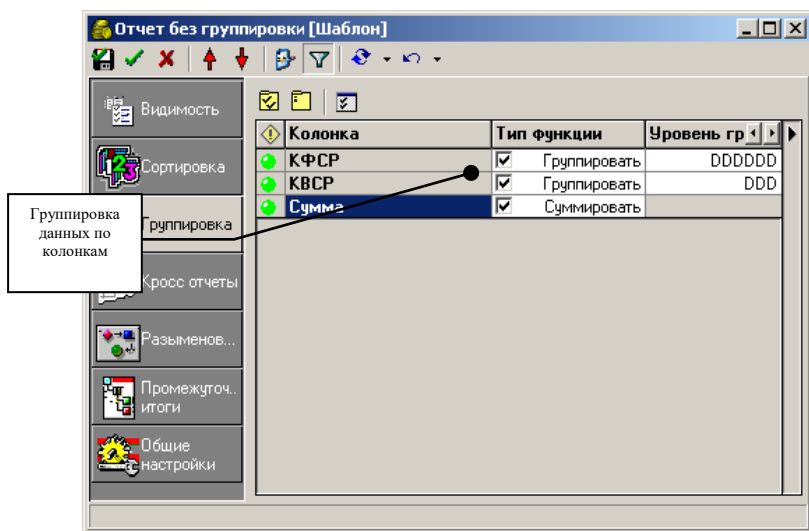 Отчет без группировки [Шаблон]
Видимость
Сортировка
Группировка
Кросс отчеты
Разыменов...
Промежуточ..
итоги
Общие
настройки
Колонка Тип функции Уровень гр
КФСР Группировать DDDDDD
КВСР Группировать DDD
Сумма Суммировать
Группировка
данных по
колонкам